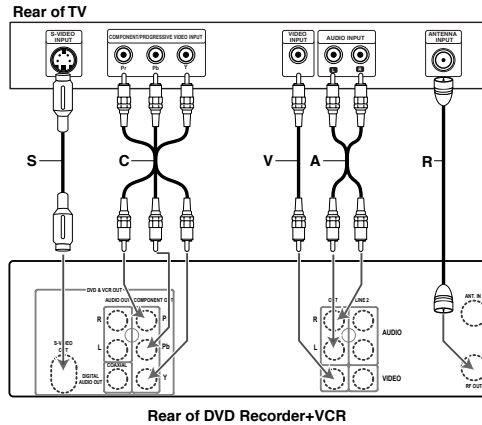 Rear of TV
S-VIDEO INPUT
COMPONENT/PROGRESSIVE VIDEO INPUT
VIDEO INPUT
AUDIO INPUT
ANTENNA INPUT
Pr Pb Y
L R
S C V A R
DVD & VCR OUT
AUDIO OUT COMPONENT OUT
OUT LINE 2
ANT. IN
R P R
AUDIO
S-VIDEO OUT
L Pb L
COAXIAL
DIGITAL AUDIO OUT
Y
VIDEO
RF OUT
Rear of DVD Recorder+VCR